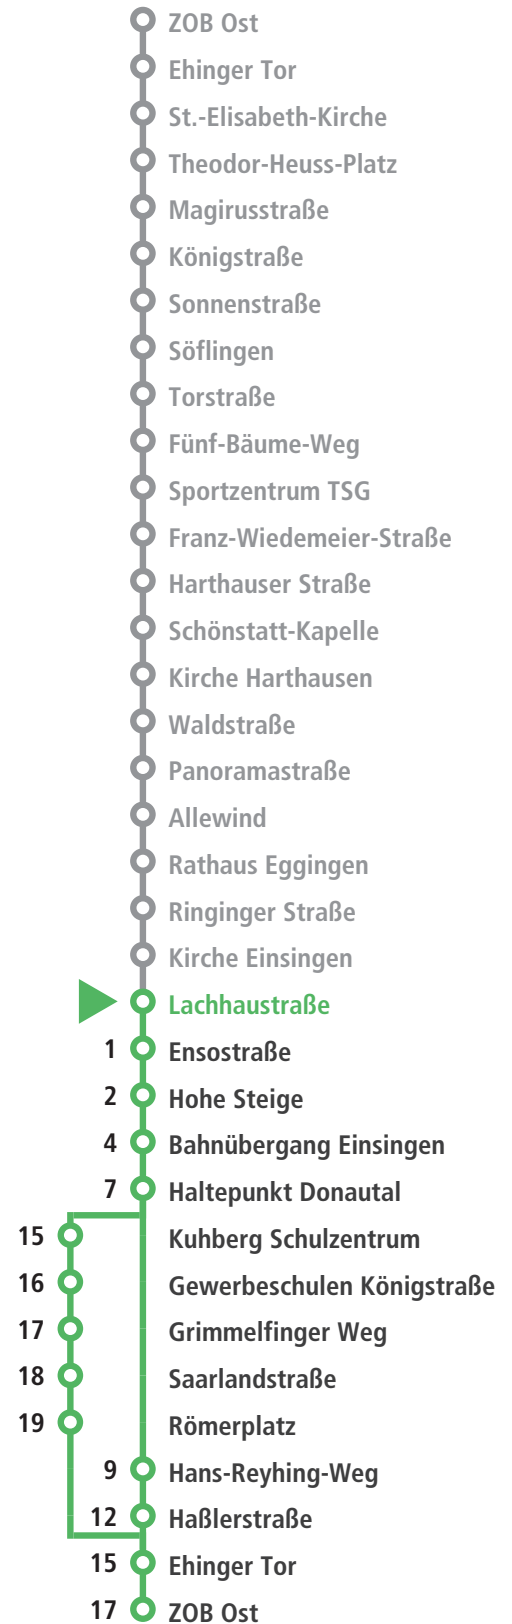 ZOB Ost
Ehinger Tor
St.-Elisabeth-Kirche
Theodor-Heuss-Platz
Magirusstraße
Königstraße
Sonnenstraße
Söflingen
Torstraße
Fünf-Bäume-Weg
Sportzentrum TSG
Franz-Wiedemeier-Straße
Harthauser Straße
Schönstatt-Kapelle
Kirche Harthausen
Waldstraße
Panoramastraße
Allewind
Rathaus Eggingen
Ringinger Straße
Kirche Einsingen
Lachhaustraße
1 Ensostraße
2 Hohe Steige
4 Bahnübergang Einsingen
7 Haltepunkt Donautal
15 Kuhberg Schulzentrum
16 Gewerbeschulen Königstraße
17 Grimmelfinger Weg
18 Saarlandstraße
19 Römerplatz
9 Hans-Reyhing-Weg
12 Haßlerstraße
15 Ehinger Tor
17 ZOB Ost